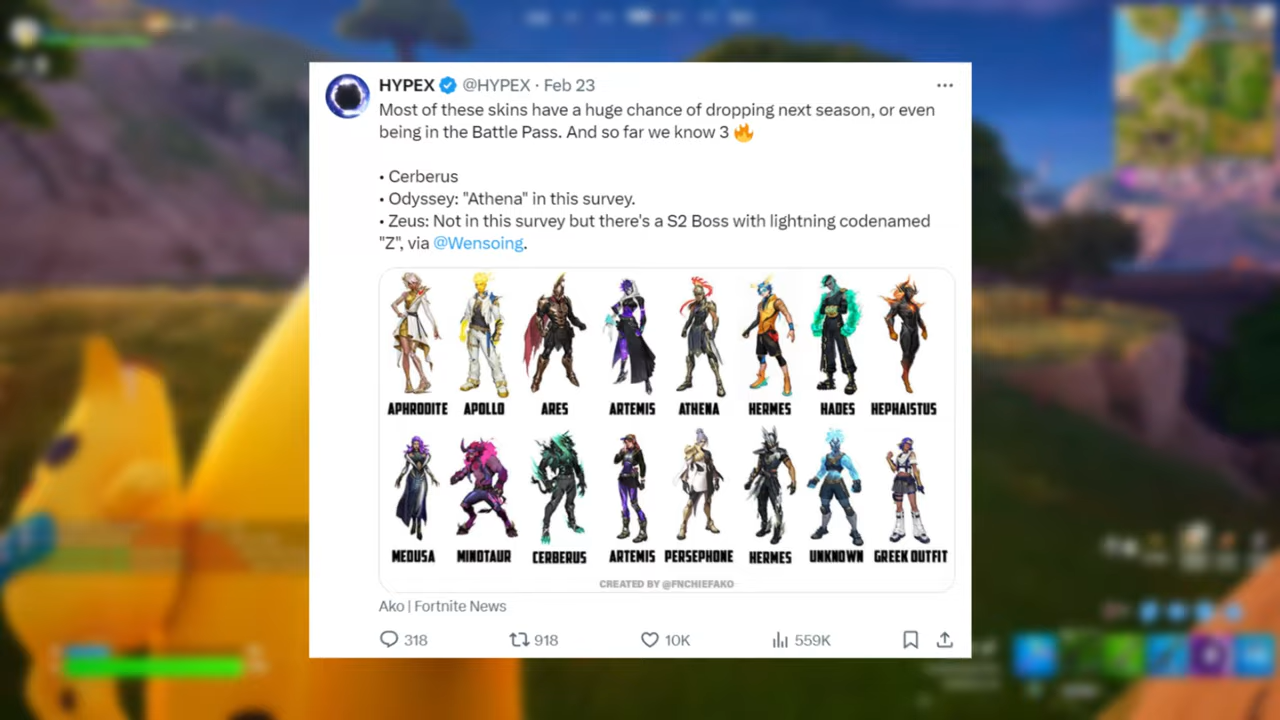 HYPEX @HYPEX · Feb 23
Most of these skins have a huge chance of dropping next season, or even
being in the Battle Pass. And so far we know 3 🔥
• Cerberus
• Odyssey: "Athena" in this survey.
• Zeus: Not in this survey but there's a S2 Boss with lightning codenamed
"Z", via @Wensoing.
APHRODITE APOLLO ARES ARTEMIS ATHENA HERMES HADES HEPHAISTUS
MEDUSA MINOTAUR CERBERUS ARTEMIS PERSEPHONE HERMES UNKNOWN GREEK OUTFIT
CREATED BY @FNCHIEFAKO
Ako | Fortnite News
318 918 10K 559K